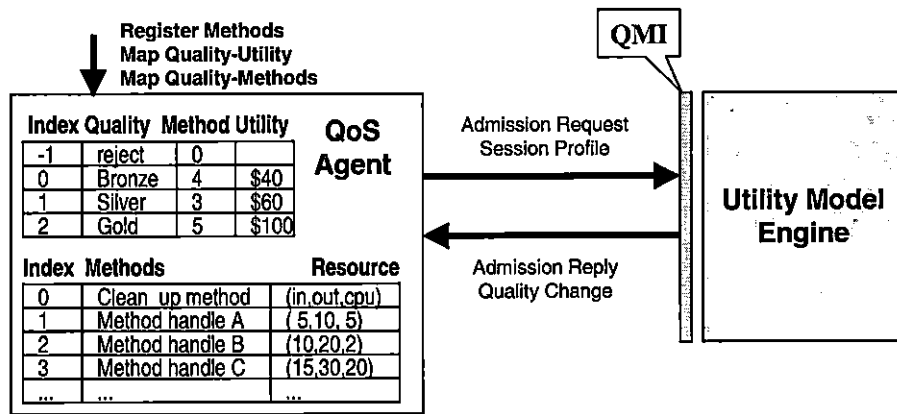 Register Methods
Map Quality-Utility
Map Quality-Methods
QMI
Index Quality Method Utility
-1 reject 0
0 Bronze 4 $40
1 Silver 3 $60
2 Gold 5 $100
QoS
Agent
Index Methods Resource
0 Clean up method (in,out,cpu)
1 Method handle A ( 5,10, 5)
2 Method handle B (10,20,2)
3 Method handle C (15,30,20)
... ... ...
Admission Request
Session Profile
Admission Reply
Quality Change
Utility Model
Engine